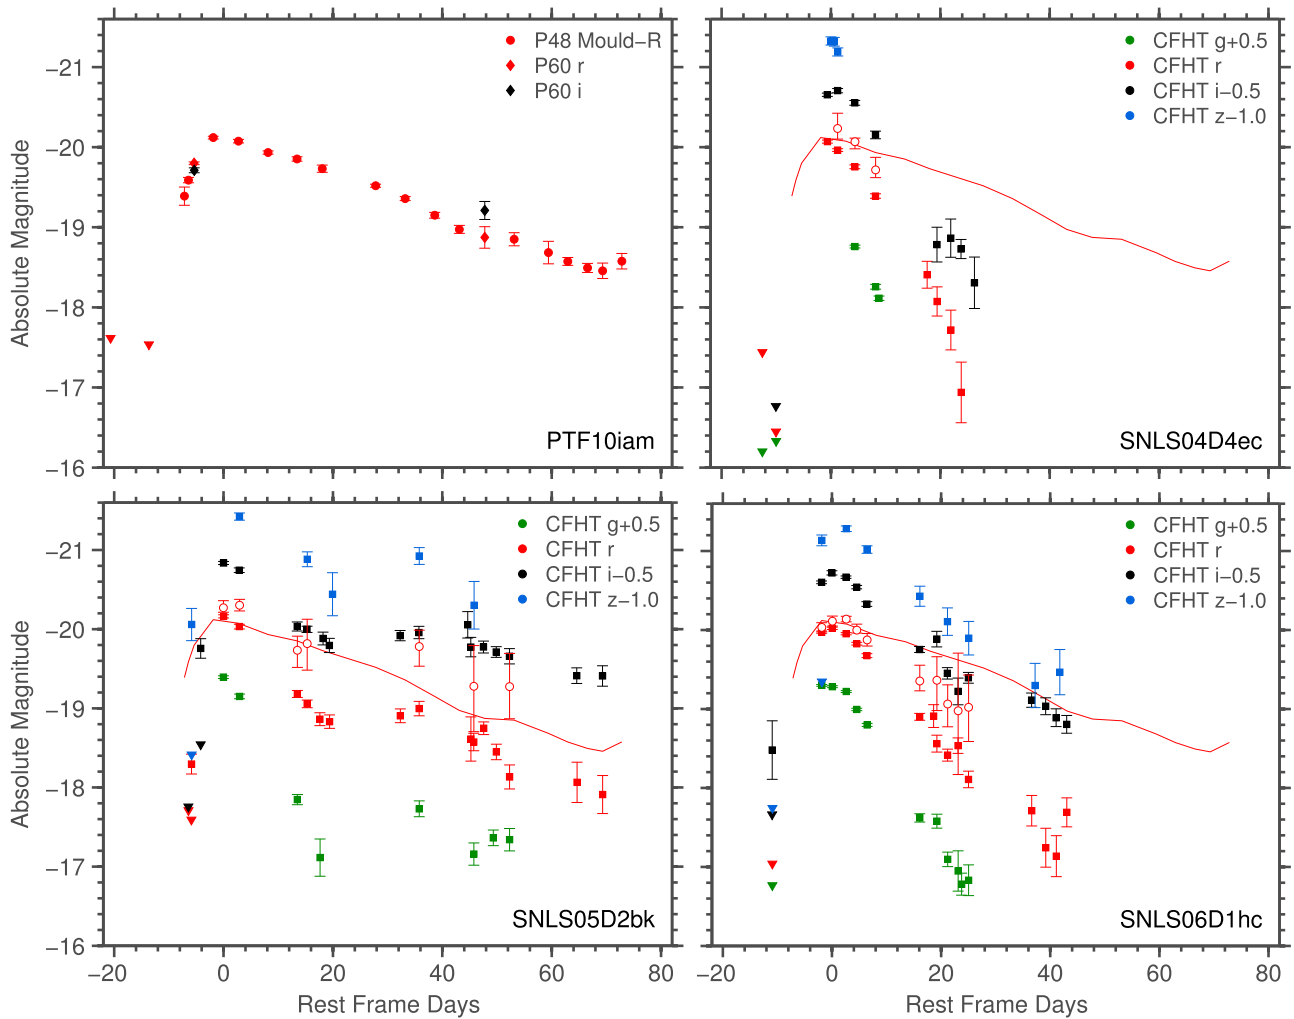 P48 Mould−R
P60 r
P60 i
−21
−20
−19
−18
−17
−16
Absolute Magnitude
PTF10iam
CFHT g+0.5
CFHT r
CFHT i−0.5
CFHT z−1.0
SNLS04D4ec
CFHT g+0.5
CFHT r
CFHT i−0.5
CFHT z−1.0
−21
−20
−19
−18
−17
−16
Absolute Magnitude
SNLS05D2bk
−20 0 20 40 60 80
Rest Frame Days
CFHT g+0.5
CFHT r
CFHT i−0.5
CFHT z−1.0
SNLS06D1hc
−20 0 20 40 60 80
Rest Frame Days